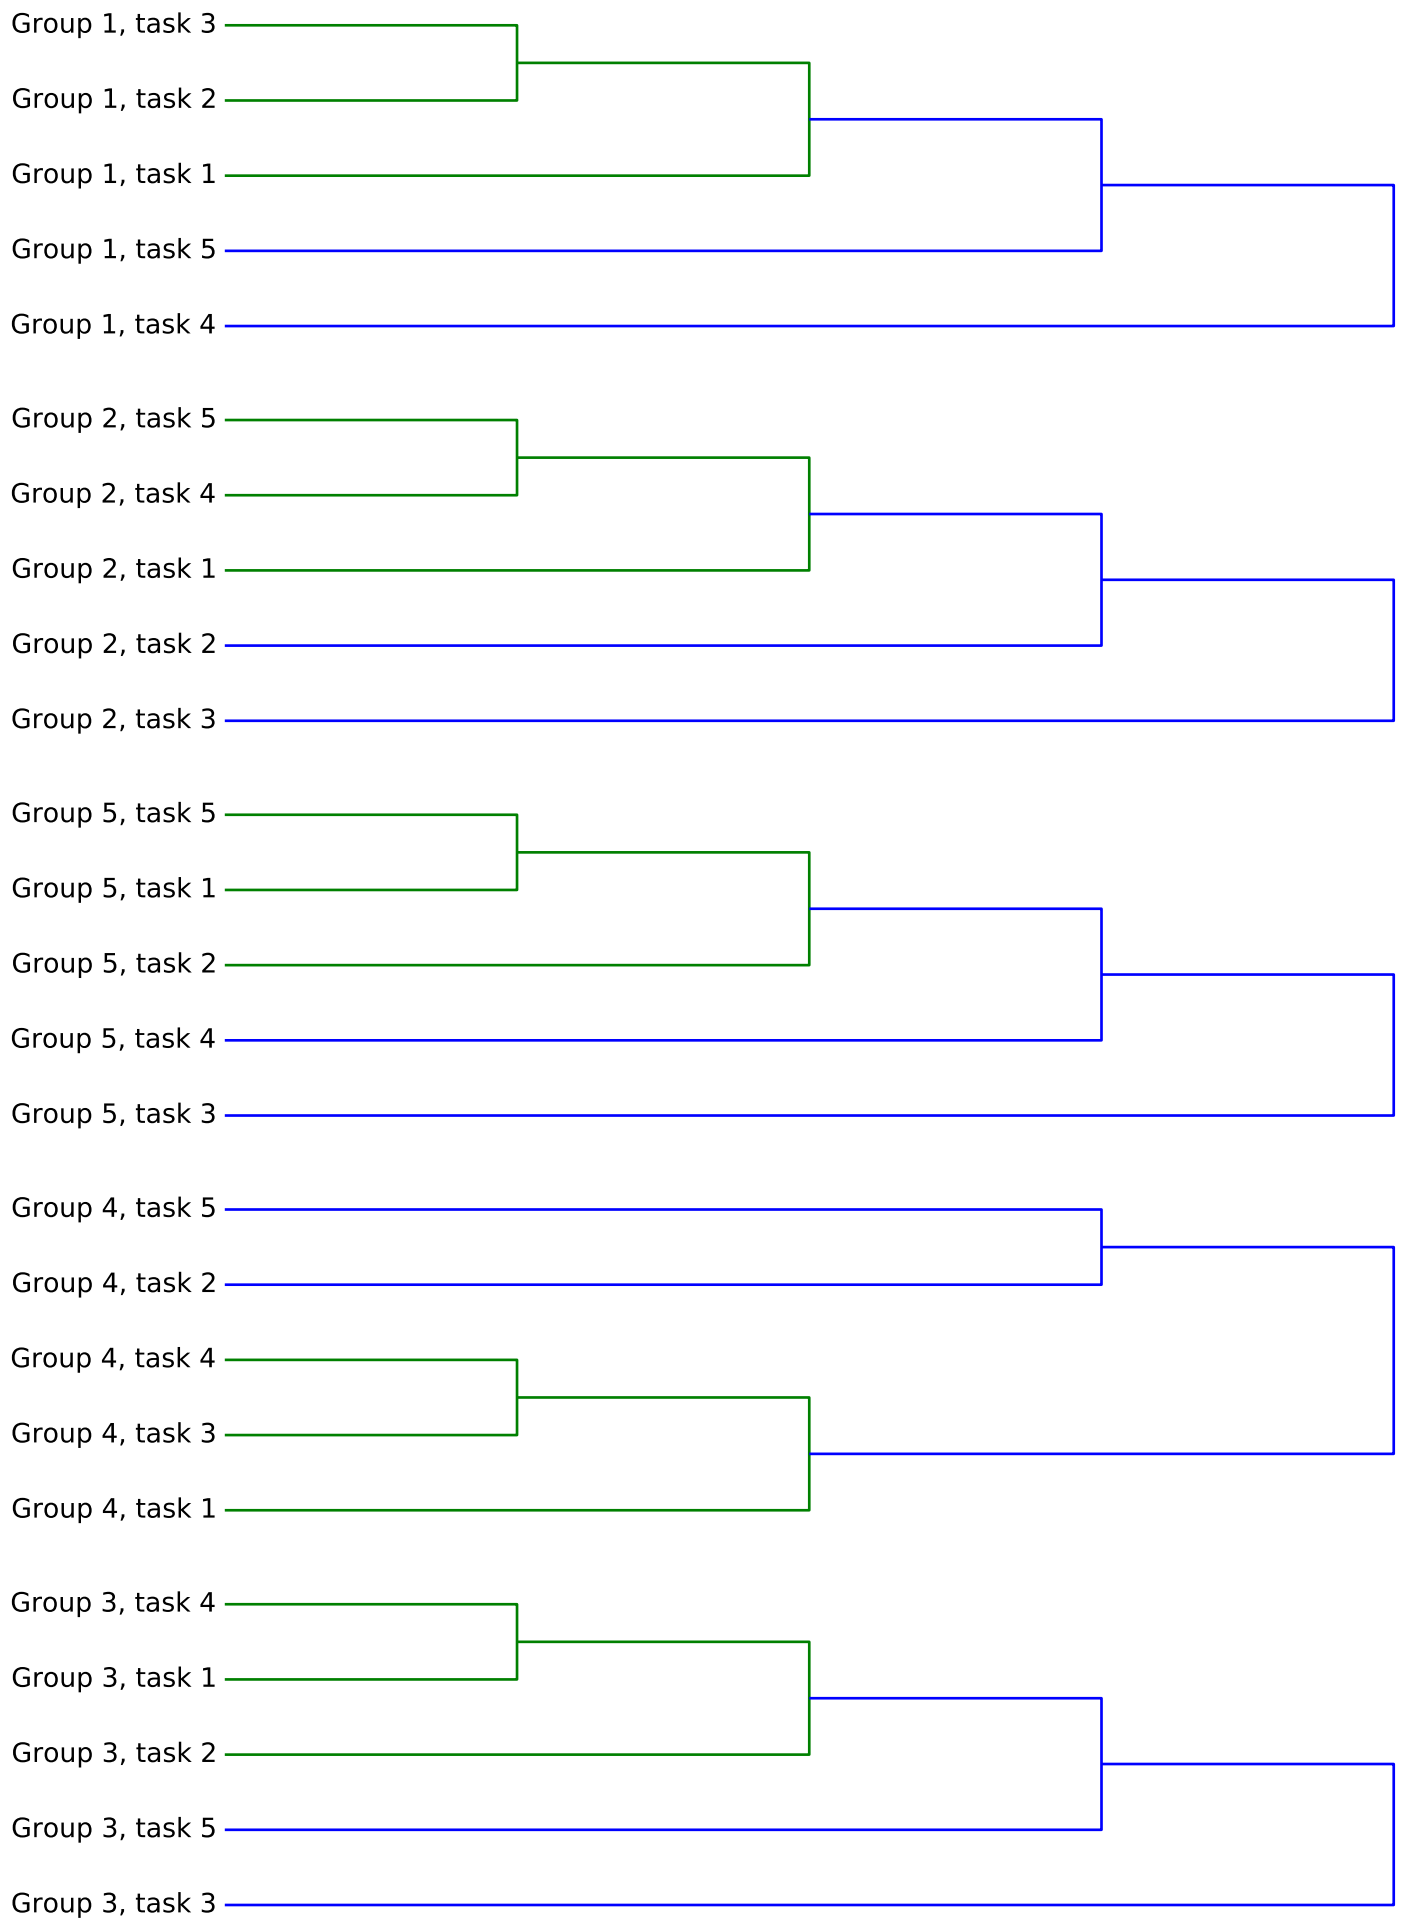 Group 1, task 3
Group 1, task 2
Group 1, task 1
Group 1, task 5
Group 1, task 4
Group 2, task 5
Group 2, task 4
Group 2, task 1
Group 2, task 2
Group 2, task 3
Group 5, task 5
Group 5, task 1
Group 5, task 2
Group 5, task 4
Group 5, task 3
Group 4, task 5
Group 4, task 2
Group 4, task 4
Group 4, task 3
Group 4, task 1
Group 3, task 4
Group 3, task 1
Group 3, task 2
Group 3, task 5
Group 3, task 3